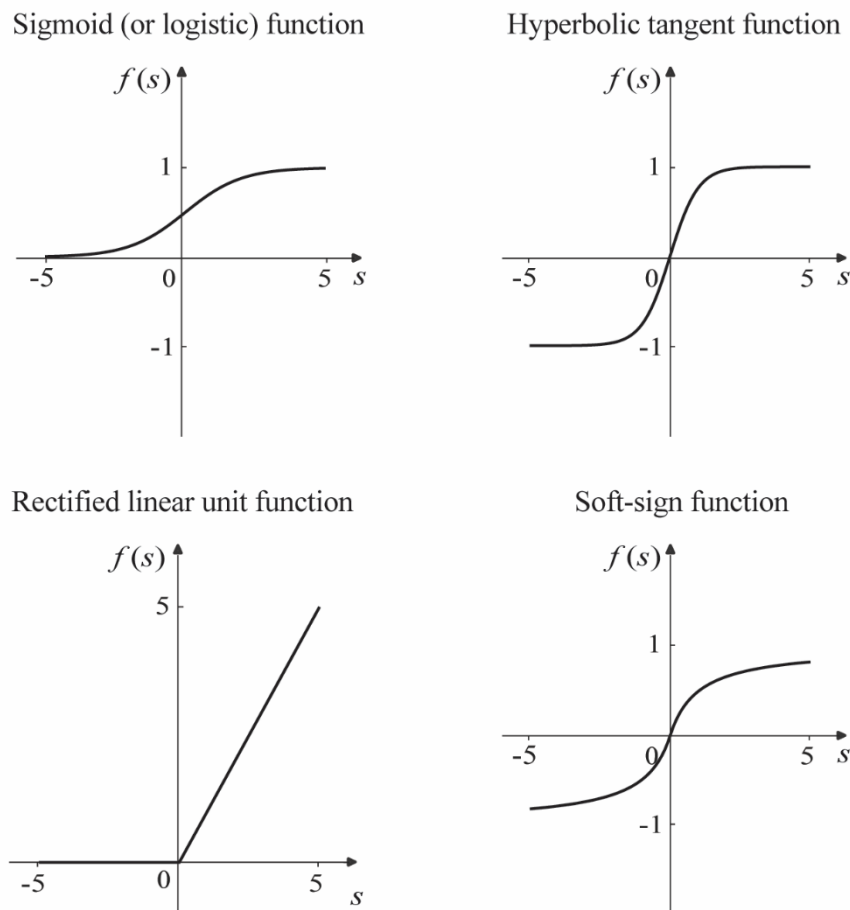 Sigmoid (or logistic) function
f(s)
1
-5
0
5
s
-1
Hyperbolic tangent function
f(s)
1
-5
0
5
s
-1
Rectified linear unit function
f(s)
5
-5
0
5
s
Soft-sign function
f(s)
1
-5
0
5
s
-1